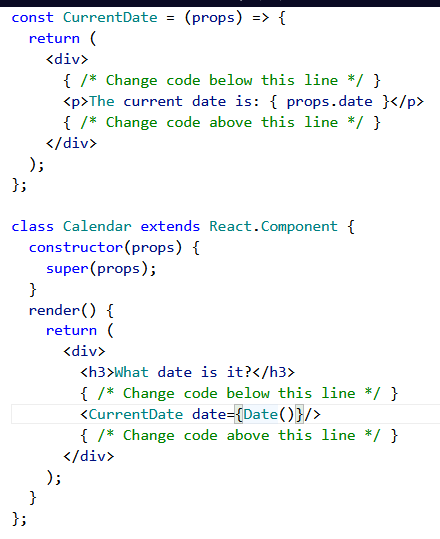 const CurrentDate = (props) => {
  return (
    <div>
      { /* Change code below this line */ }
      <p>The current date is: { props.date }</p>
      { /* Change code above this line */ }
    </div>
  );
};

class Calendar extends React.Component {
  constructor(props) {
    super(props);
  }
  render() {
    return (
      <div>
        <h3>What date is it?</h3>
        { /* Change code below this line */ }
        <CurrentDate date={Date()}/>
        { /* Change code above this line */ }
      </div>
    );
  }
};